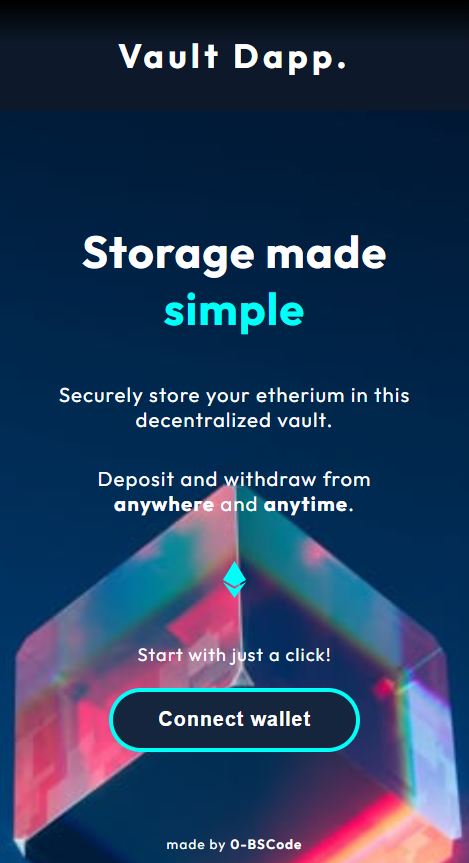 Vault Dapp.
Storage made
simple
Securely store your etherium in this
decentralized vault.
Deposit and withdraw from
anywhere and anytime.
Start with just a click!
Connect wallet
made by 0-BSCode